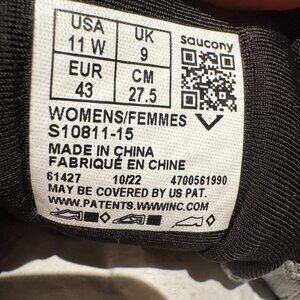 USA UK saucony
11 W 9
EUR CM
43 27.5
WOMENS/FEMMES
S10811-15
MADE IN CHINA
FABRIQUÉ EN CHINE
61427 10/22 4700561990
MAY BE COVERED BY US PAT.
WWW.PATENTS.WWWINC.COM